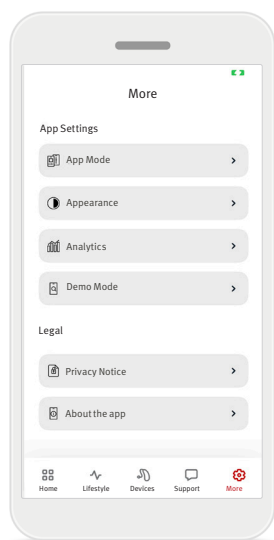 More
App Settings
App Mode
Appearance
Analytics
Demo Mode
Legal
Privacy Notice
About the app
Home Lifestyle Devices Support More